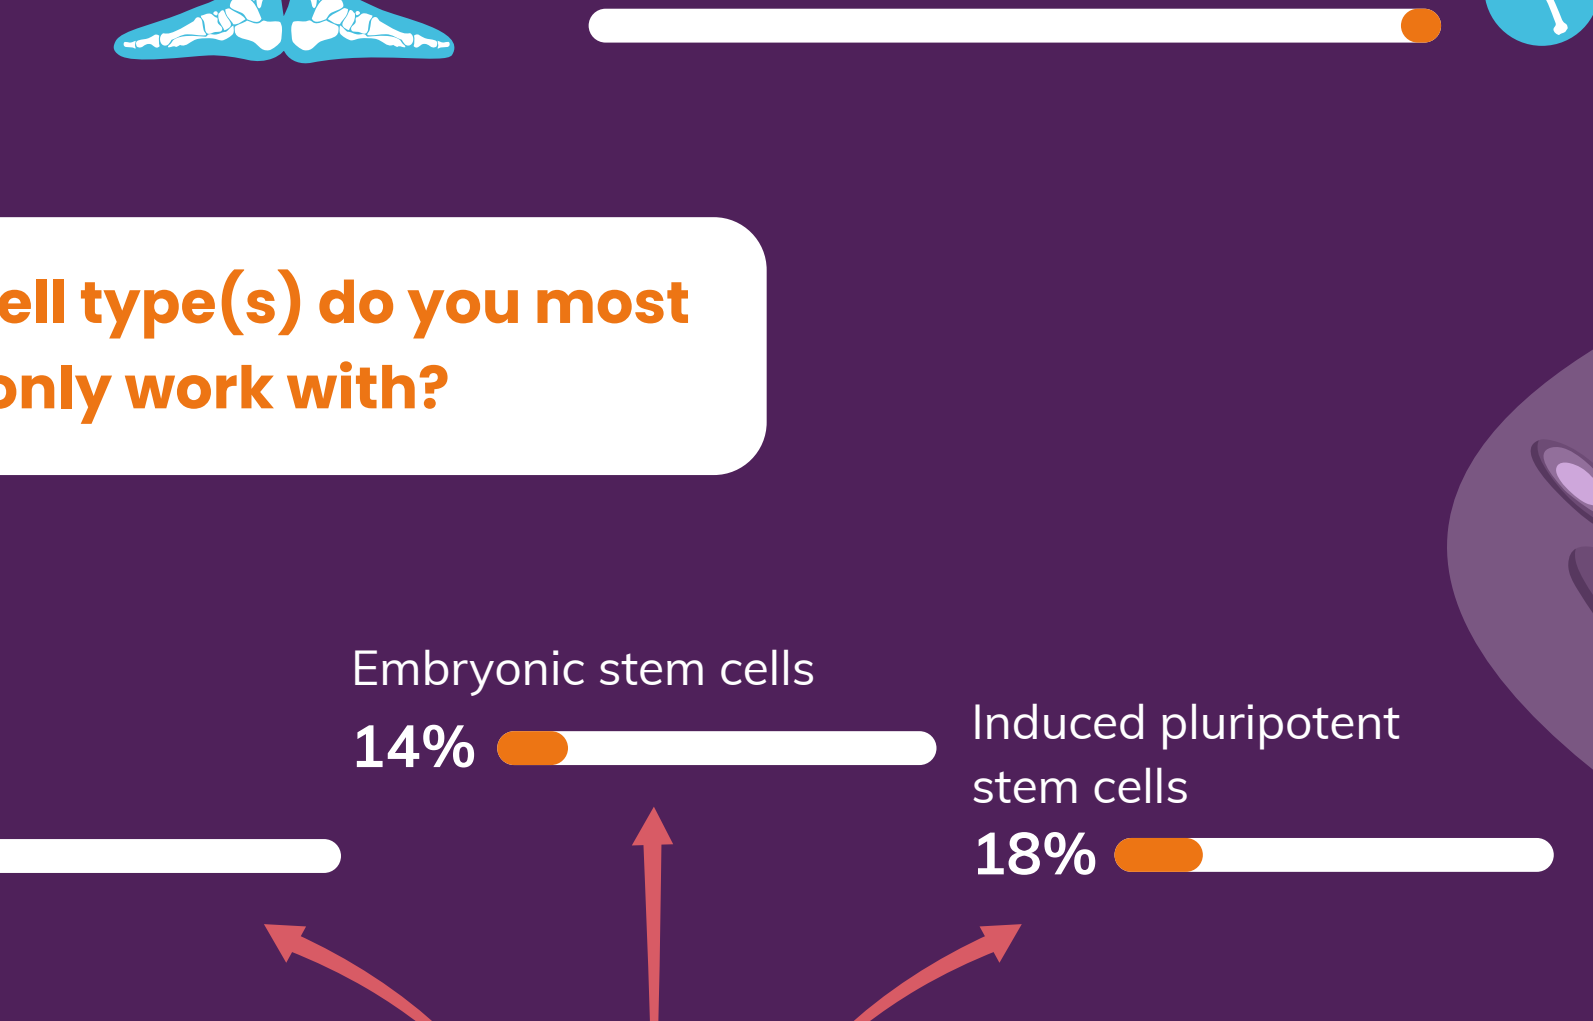 ell type(s) do you most
only work with?
Embryonic stem cells
14%
Induced pluripotent
stem cells
18%